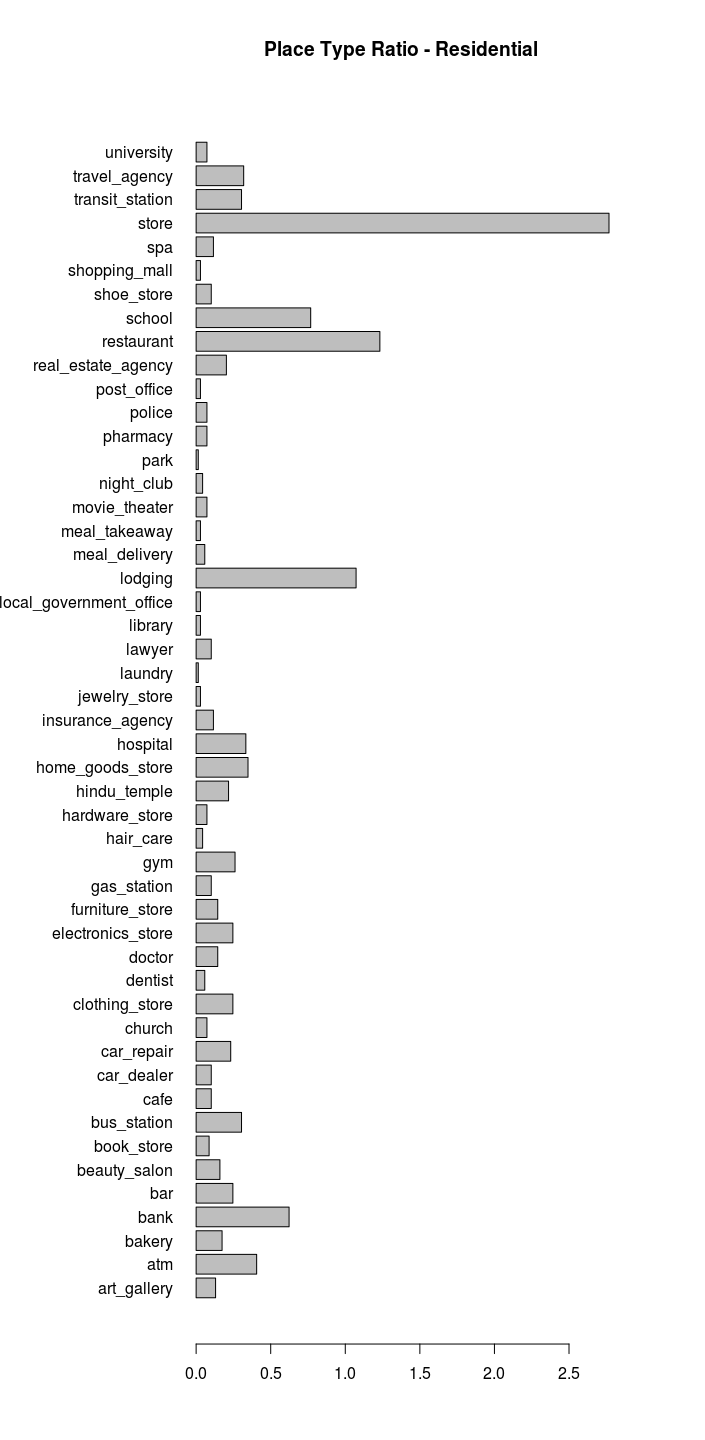 Place Type Ratio - Residential
university
travel_agency
transit_station
store
spa
shopping_mall
shoe_store
school
restaurant
real_estate_agency
post_office
police
pharmacy
park
night_club
movie_theater
meal_takeaway
meal_delivery
lodging
local_government_office
library
lawyer
laundry
jewelry_store
insurance_agency
hospital
home_goods_store
hindu_temple
hardware_store
hair_care
gym
gas_station
furniture_store
electronics_store
doctor
dentist
clothing_store
church
car_repair
car_dealer
cafe
bus_station
book_store
beauty_salon
bar
bank
bakery
atm
art_gallery
0.0 0.5 1.0 1.5 2.0 2.5